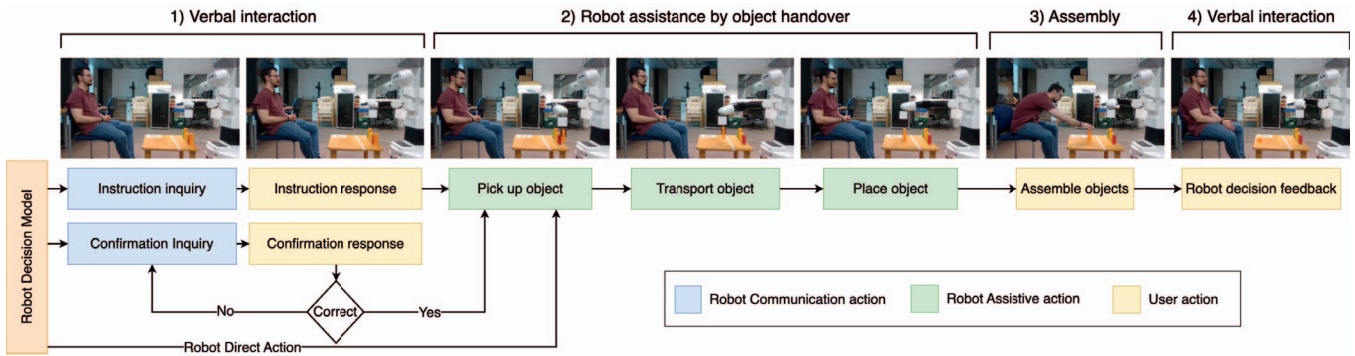 1) Verbal interaction
2) Robot assistance by object handover
3) Assembly
4) Verbal interaction
Robot Decision Model
Instruction inquiry
Instruction response
Pick up object
Transport object
Place object
Assemble objects
Robot decision feedback
Confirmation Inquiry
Confirmation response
No
Correct
Yes
Robot Direct Action
Robot Communication action
Robot Assistive action
User action